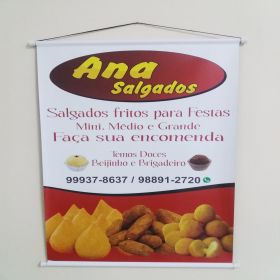 Ana
Salgados
Salgados fritos para Festas
Mini, Médio e Grande
Faça sua encomenda
Temos Doces
Beijinho e Brigadeiro
99937-8637 / 98891-2720